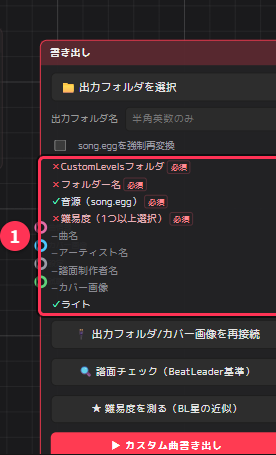 書き出し
📁 出力フォルダを選択
出力フォルダ名 半角英数のみ
song.eggを強制再変換
✕CustomLevelsフォルダ 必須
✕フォルダー名 必須
✓音源（song.egg） 必須
✕難易度（1つ以上選択） 必須
1
−曲名
−アーティスト名
−譜面制作者名
−カバー画像
✓ライト
出力フォルダ/カバー画像を再接続
🔍 譜面チェック（BeatLeader基準）
★ 難易度を測る（BL星の近似）
▶ カスタム曲書き出し